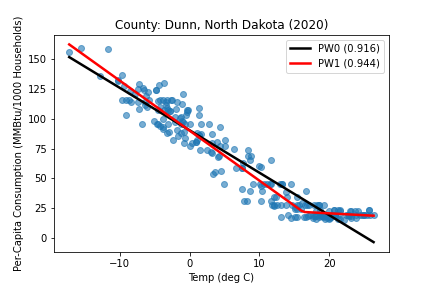 County: Dunn, North Dakota (2020)
Per-Capita Consumption (MMBtu/1000 Households)
150
125
100
75
50
25
0
PW0 (0.916)
PW1 (0.944)
−10
0
10
20
Temp (deg C)